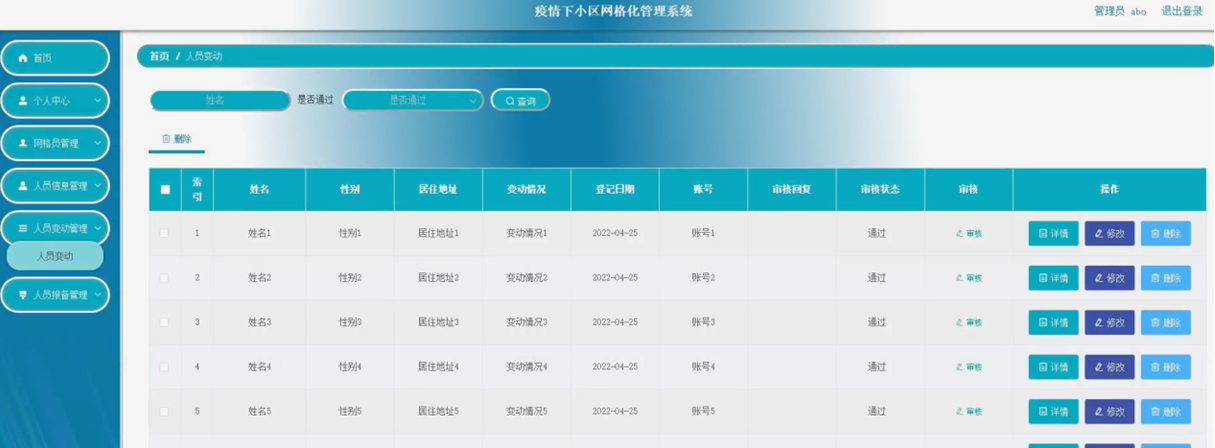 疫情下小区网格化管理系统
管理员 abo 退出登录
首页
个人中心
网格员管理
人员信息管理
人员变动管理
人员变动
人员报备管理
首页 / 人员变动
姓名 是否通过 是否通过 查询
删除
索引 姓名 性别 居住地址 变动情况 登记日期 账号 审核回复 审核状态 审核 操作
1 姓名1 性别1 居住地址1 变动情况1 2022-04-25 账号1 通过 审核 详情 修改 删除
2 姓名2 性别2 居住地址2 变动情况2 2022-04-25 账号2 通过 审核 详情 修改 删除
3 姓名3 性别3 居住地址3 变动情况3 2022-04-25 账号3 通过 审核 详情 修改 删除
4 姓名4 性别4 居住地址4 变动情况4 2022-04-25 账号4 通过 审核 详情 修改 删除
5 姓名5 性别5 居住地址5 变动情况5 2022-04-25 账号5 通过 审核 详情 修改 删除